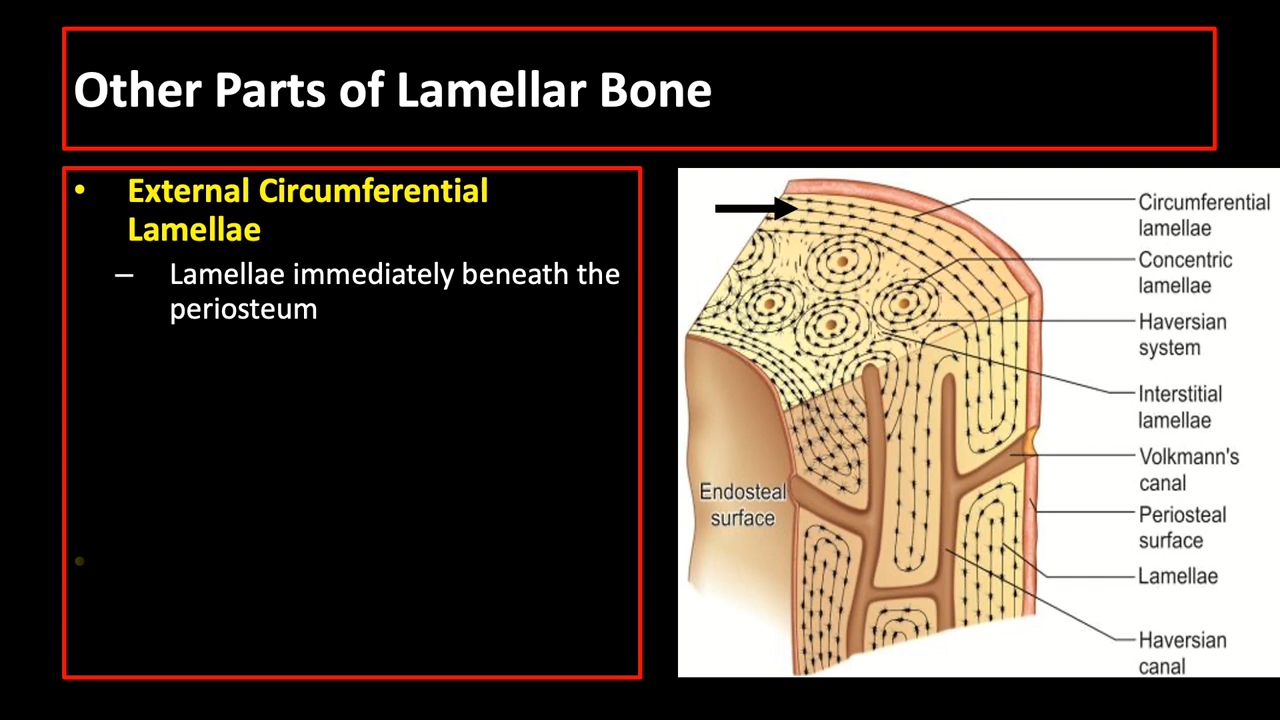 Other Parts of Lamellar Bone
• External Circumferential
Lamellae
– Lamellae immediately beneath the
periosteum
•
Circumferential
lamellae
Concentric
lamellae
Haversian
system
Interstitial
lamellae
Volkmann's
canal
Endosteal
surface
Periosteal
surface
Lamellae
Haversian
canal